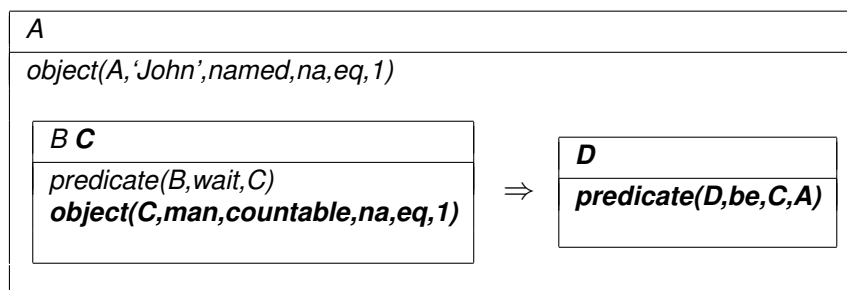 A
object(A,‘John’,named,na,eq,1)
B C
predicate(B,wait,C)
object(C,man,countable,na,eq,1)
⇒
D
predicate(D,be,C,A)